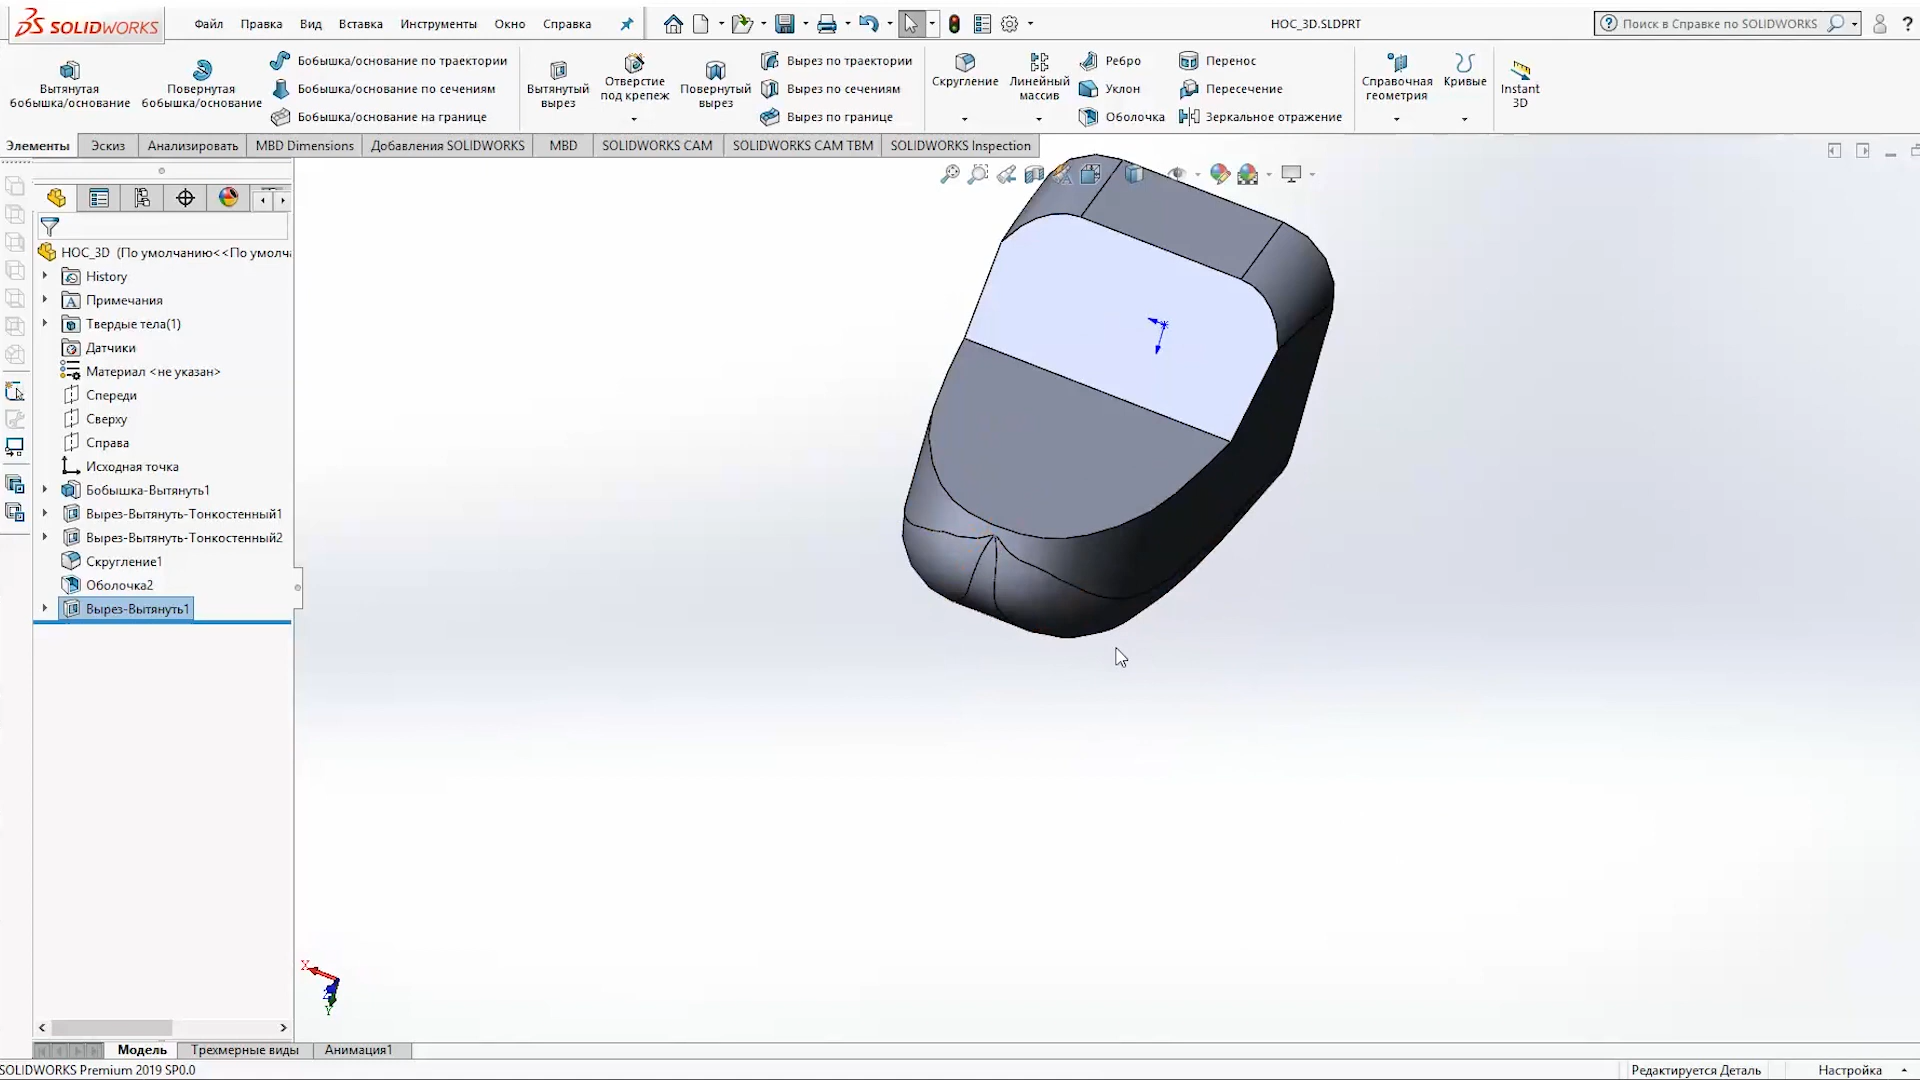 SOLIDWORKS
Файл Правка Вид Вставка Инструменты Окно Справка
НОС_3D.SLDPRT
Поиск в Справке по SOLIDWORKS
?
Вытянутая бобышка/основание
Повернутая бобышка/основание
Бобышка/основание по траектории
Бобышка/основание по сечениям
Бобышка/основание на границе
Вытянутый вырез
Отверстие под крепеж
Повернутый вырез
Вырез по траектории
Вырез по сечениям
Вырез по границе
Скругление
Линейный массив
Ребро
Уклон
Оболочка
Перенос
Пересечение
Зеркальное отражение
Справочная геометрия
Кривые
Instant 3D
Элементы Эскиз Анализировать MBD Dimensions Добавления SOLIDWORKS MBD SOLIDWORKS CAM SOLIDWORKS CAM TBM SOLIDWORKS Inspection
НОС_3D (По умолчанию<<По умолч
History
Примечания
Твердые тела(1)
Датчики
Материал <не указан>
Спереди
Сверху
Справа
Исходная точка
Бобышка-Вытянуть1
Вырез-Вытянуть-Тонкостенный1
Вырез-Вытянуть-Тонкостенный2
Скругление1
Оболочка2
Вырез-Вытянуть1
X
Z
Y
Модель Трехмерные виды Анимация1
SOLIDWORKS Premium 2019 SP0.0
Редактируется Деталь
Настройка